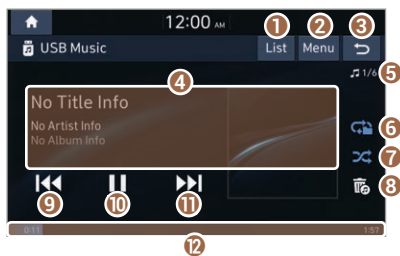 12:00 AM
1 2 3
USB Music List Menu
1/6 5
4
No Title Info
No Artist Info
No Album Info
6
7
8
9 10 11
0:11 1:57
12